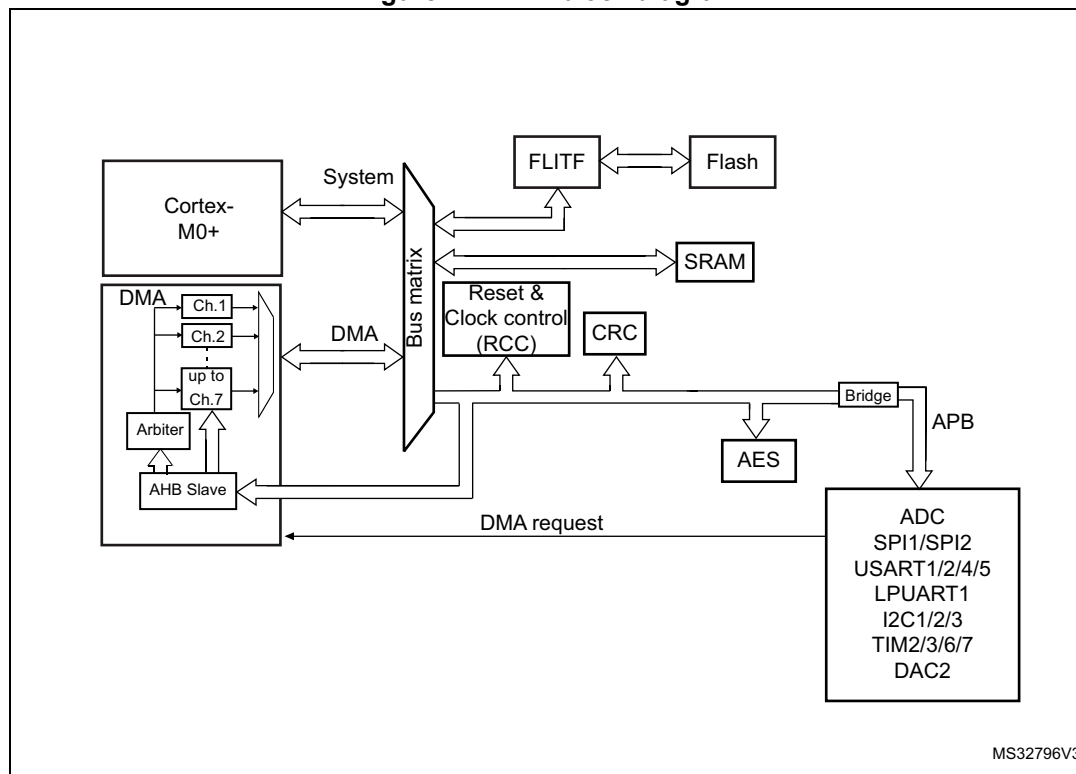 FLITF
Flash
System
Cortex-
M0+
Bus matrix
SRAM
DMA
Ch.1
Ch.2
up to
Ch.7
Arbiter
AHB Slave
DMA
Reset &
Clock control
(RCC)
CRC
Bridge
APB
AES
DMA request
ADC
SPI1/SPI2
USART1/2/4/5
LPUART1
I2C1/2/3
TIM2/3/6/7
DAC2
MS32796V3